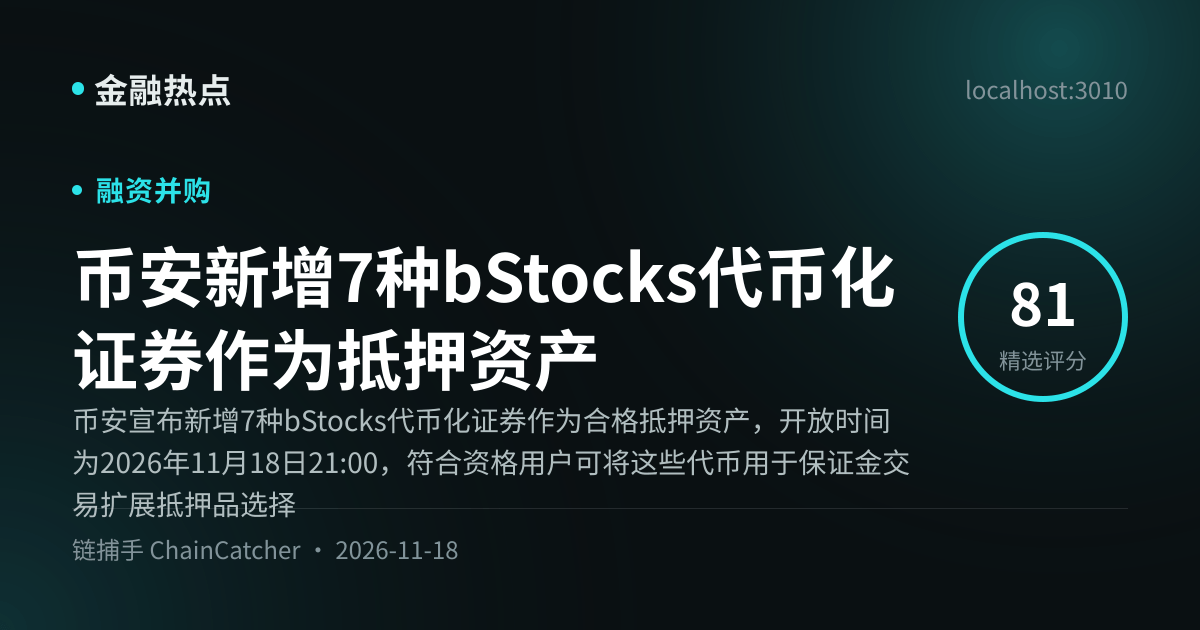 金融热点
localhost:3010
融资并购
币安新增7种bStocks代币化
证券作为抵押资产
81
精选评分
币安宣布新增7种bStocks代币化证券作为合格抵押资产，开放时间
为2026年11月18日21:00，符合资格用户可将这些代币用于保证金交
易扩展抵押品选择
链捕手 ChainCatcher · 2026-11-18